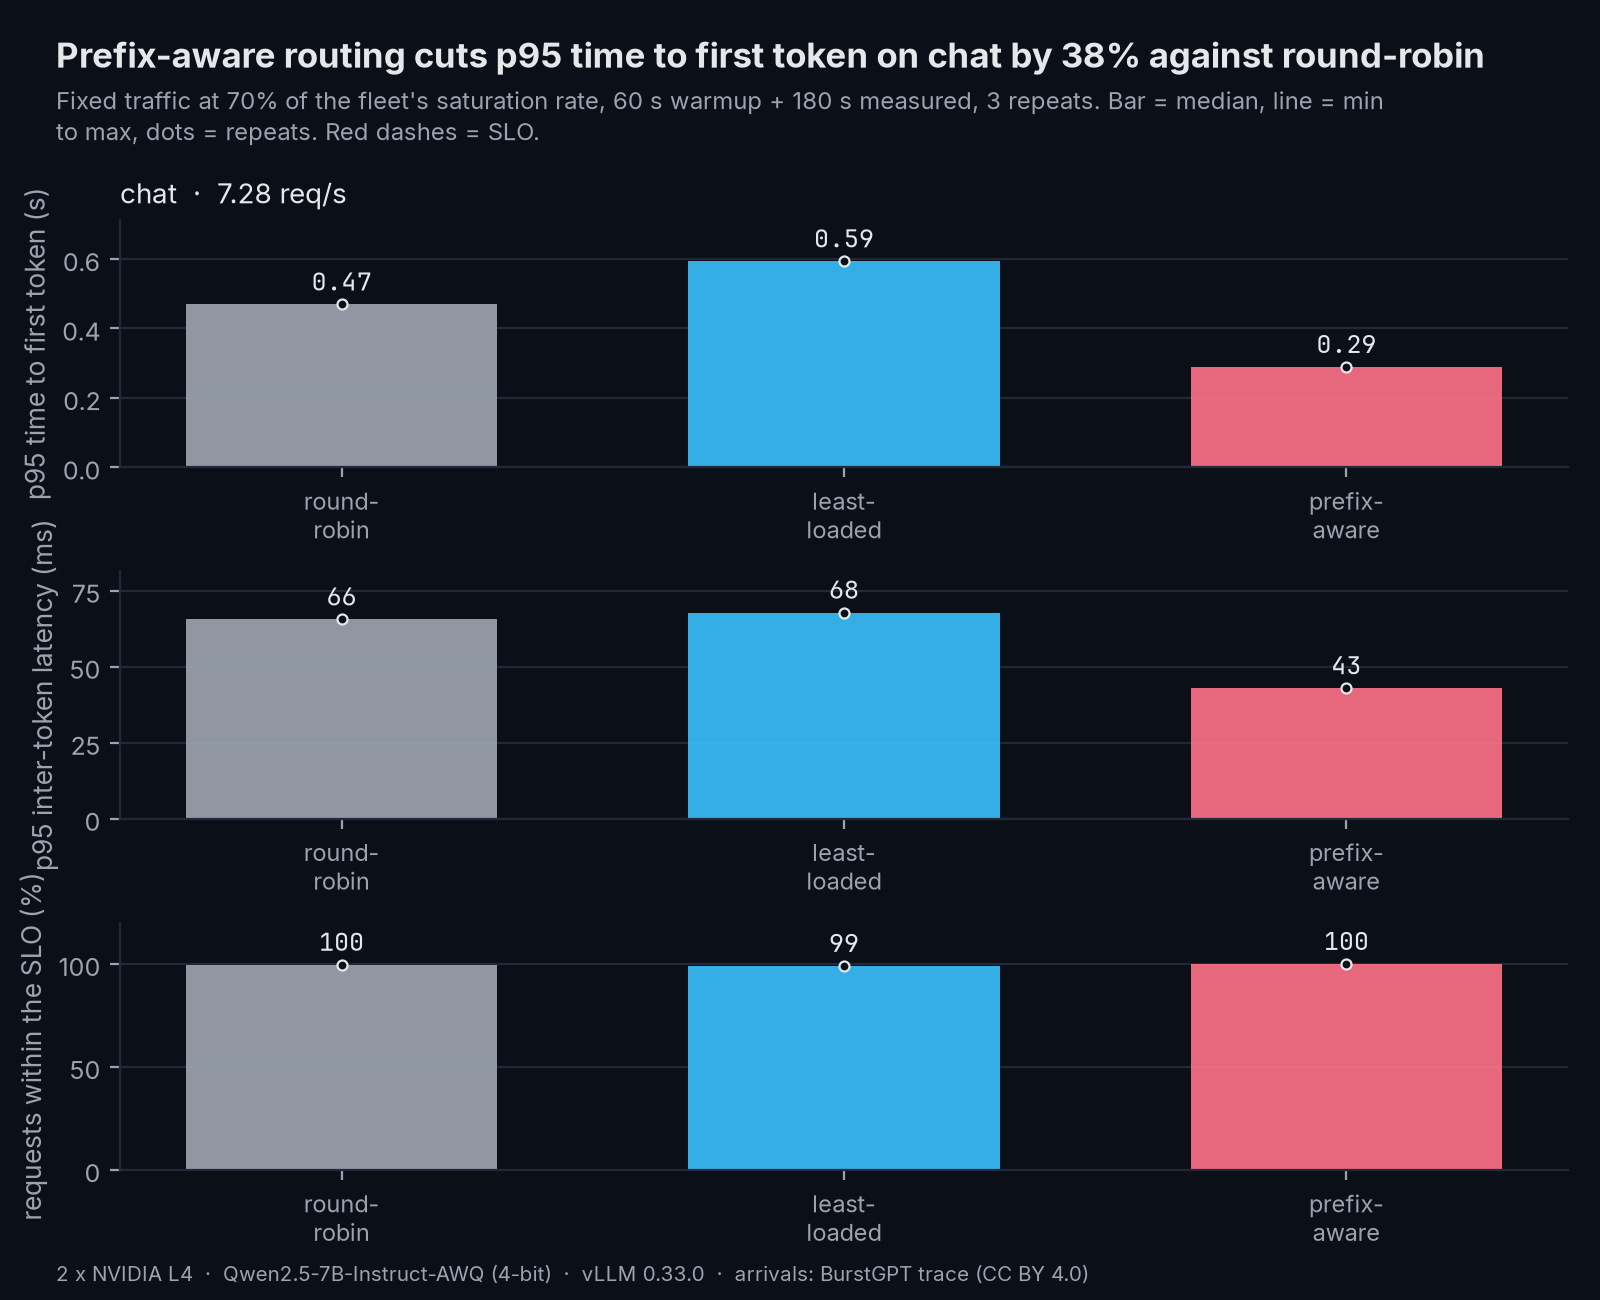 Prefix-aware routing cuts p95 time to first token on chat by 38% against round-robin
Fixed traffic at 70% of the fleet's saturation rate, 60 s warmup + 180 s measured, 3 repeats. Bar = median, line = min
to max, dots = repeats. Red dashes = SLO.
chat · 7.28 req/s
p95 time to first token (s)
0.6
0.4
0.2
0.0
0.47
0.59
0.29
round-
robin
least-
loaded
prefix-
aware
p95 inter-token latency (ms)
75
50
25
0
66
68
43
round-
robin
least-
loaded
prefix-
aware
requests within the SLO (%)
100
50
0
100
99
100
round-
robin
least-
loaded
prefix-
aware
2 x NVIDIA L4 · Qwen2.5-7B-Instruct-AWQ (4-bit) · vLLM 0.33.0 · arrivals: BurstGPT trace (CC BY 4.0)